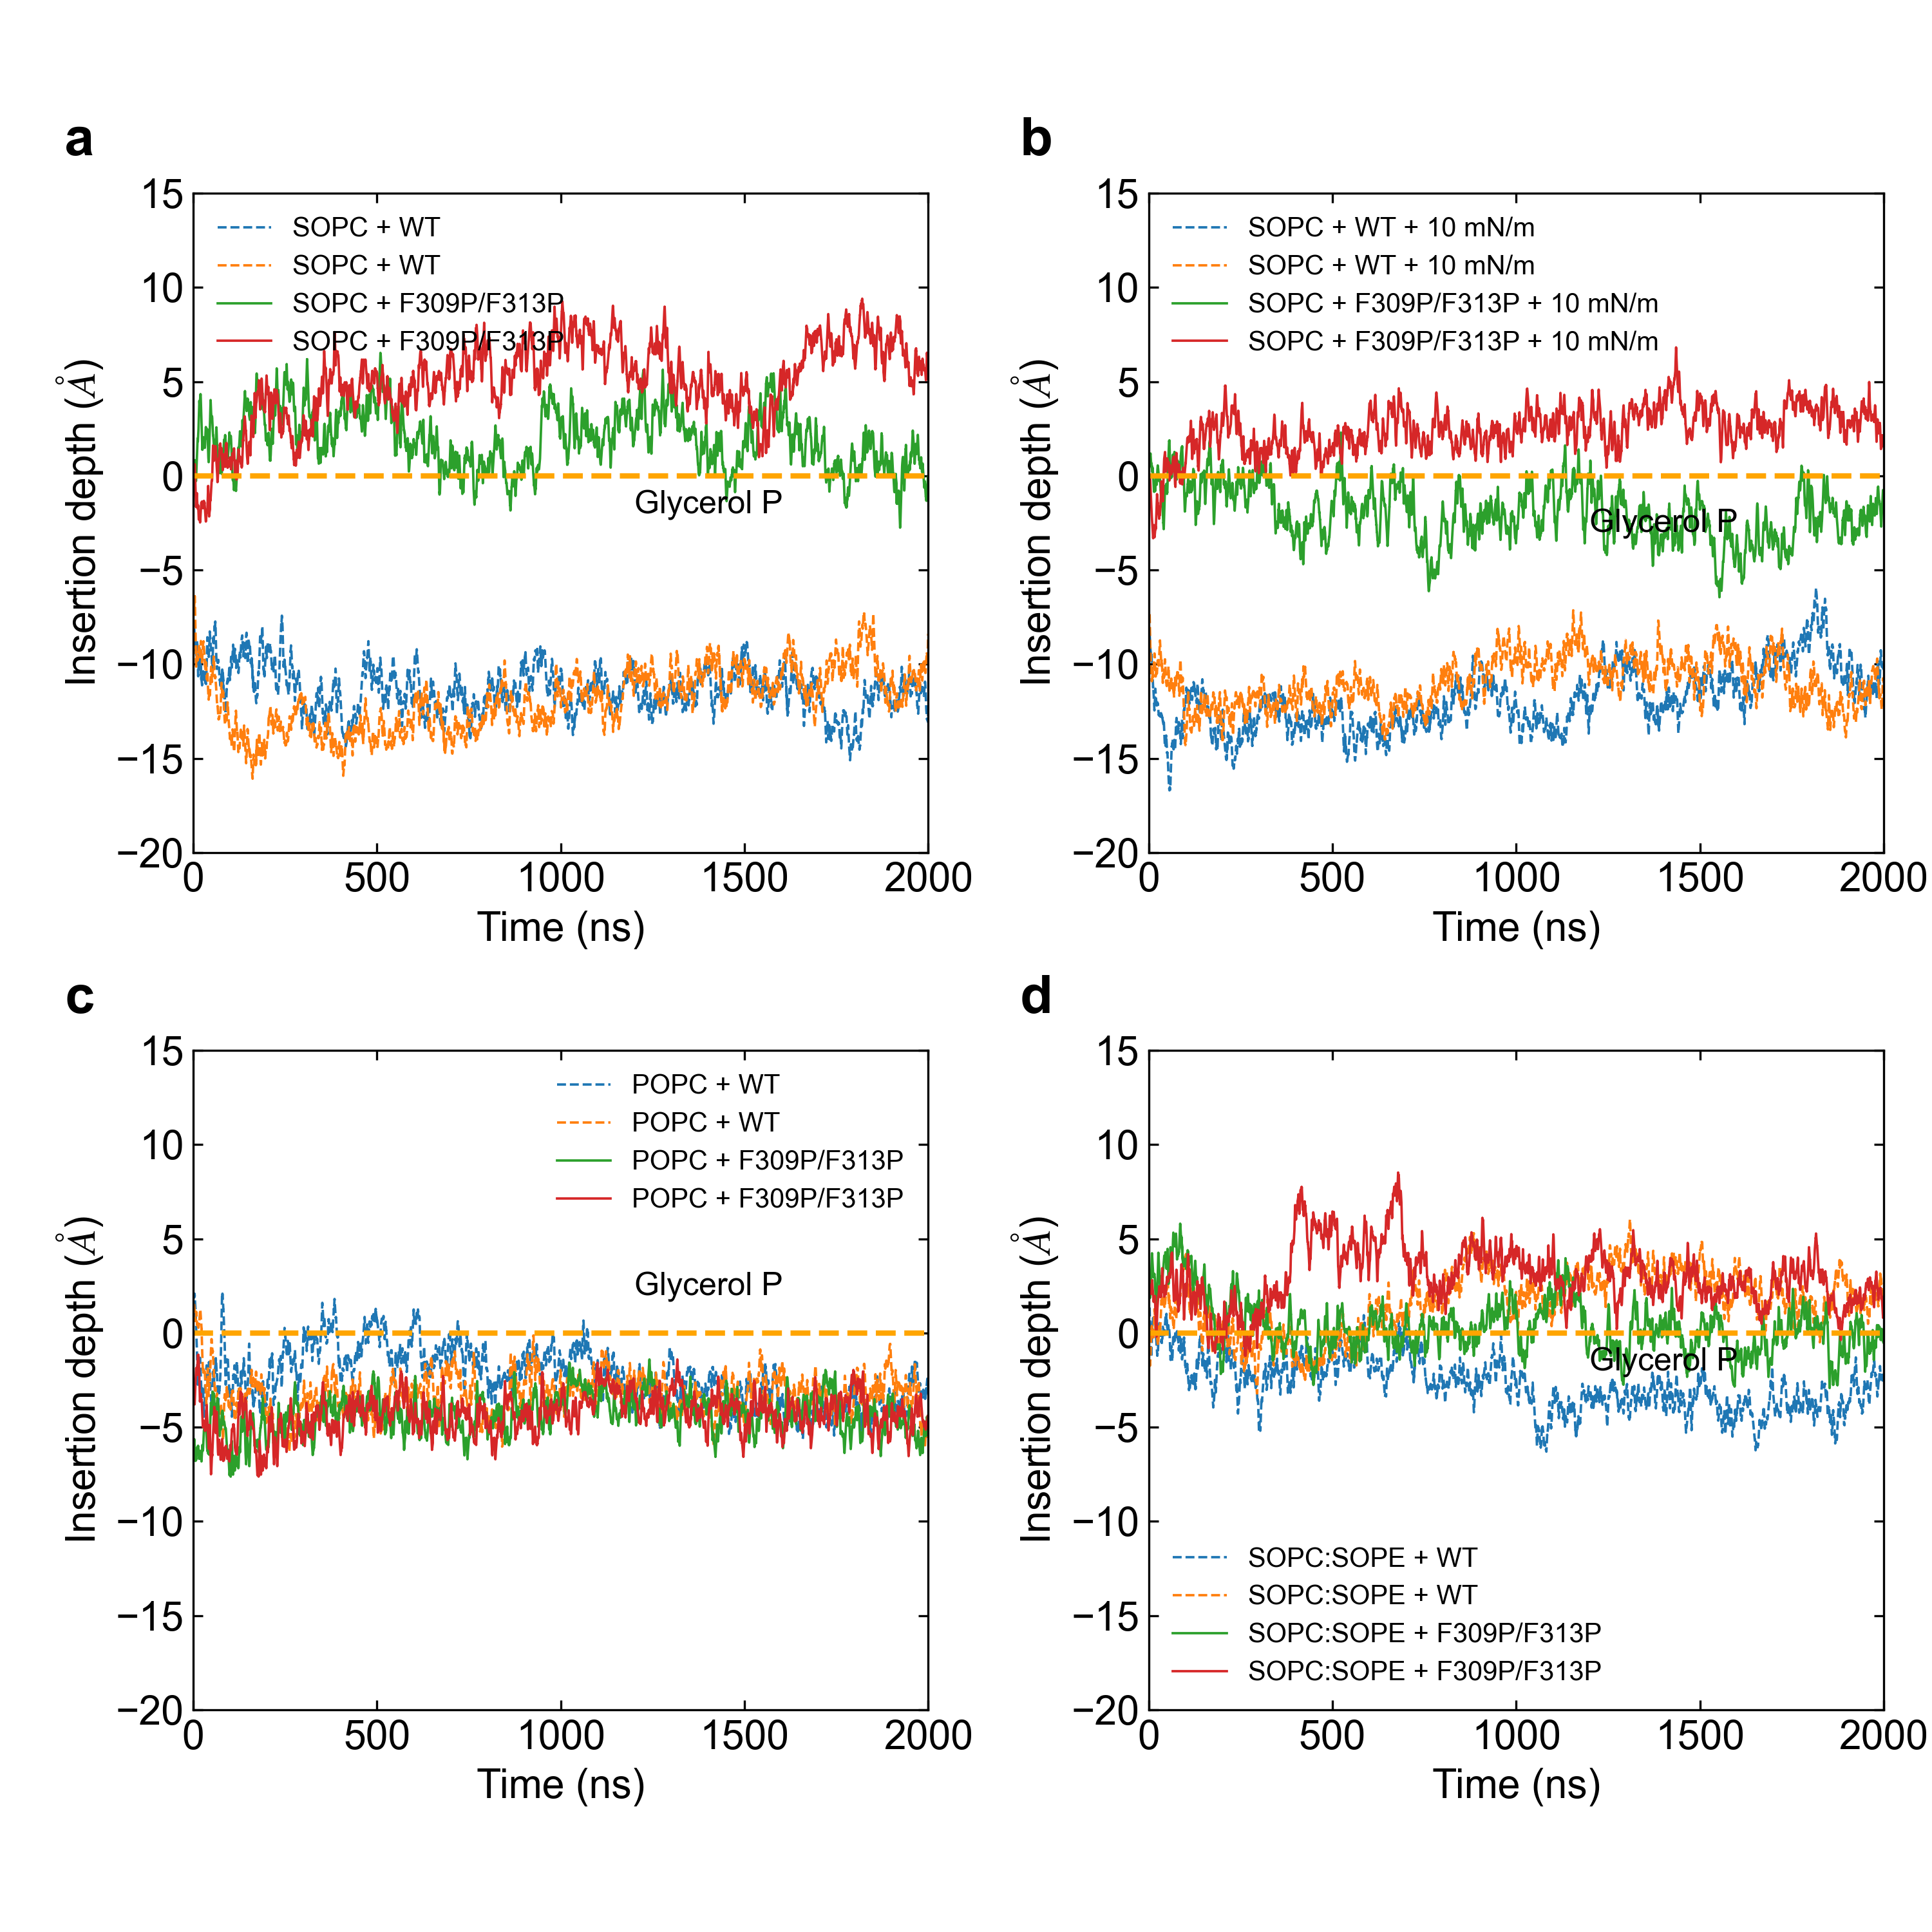 a
15
10
5
0
−5
−10
−15
−20
Insertion depth (Å)
SOPC + WT
SOPC + WT
SOPC + F309P/F313P
SOPC + F309P/F313P
Glycerol P
0 500 1000 1500 2000
Time (ns)
b
15
10
5
0
−5
−10
−15
−20
Insertion depth (Å)
SOPC + WT + 10 mN/m
SOPC + WT + 10 mN/m
SOPC + F309P/F313P + 10 mN/m
SOPC + F309P/F313P + 10 mN/m
Glycerol P
0 500 1000 1500 2000
Time (ns)
c
15
10
5
0
−5
−10
−15
−20
Insertion depth (Å)
POPC + WT
POPC + WT
POPC + F309P/F313P
POPC + F309P/F313P
Glycerol P
0 500 1000 1500 2000
Time (ns)
d
15
10
5
0
−5
−10
−15
−20
Insertion depth (Å)
Glycerol P
SOPC:SOPE + WT
SOPC:SOPE + WT
SOPC:SOPE + F309P/F313P
SOPC:SOPE + F309P/F313P
0 500 1000 1500 2000
Time (ns)